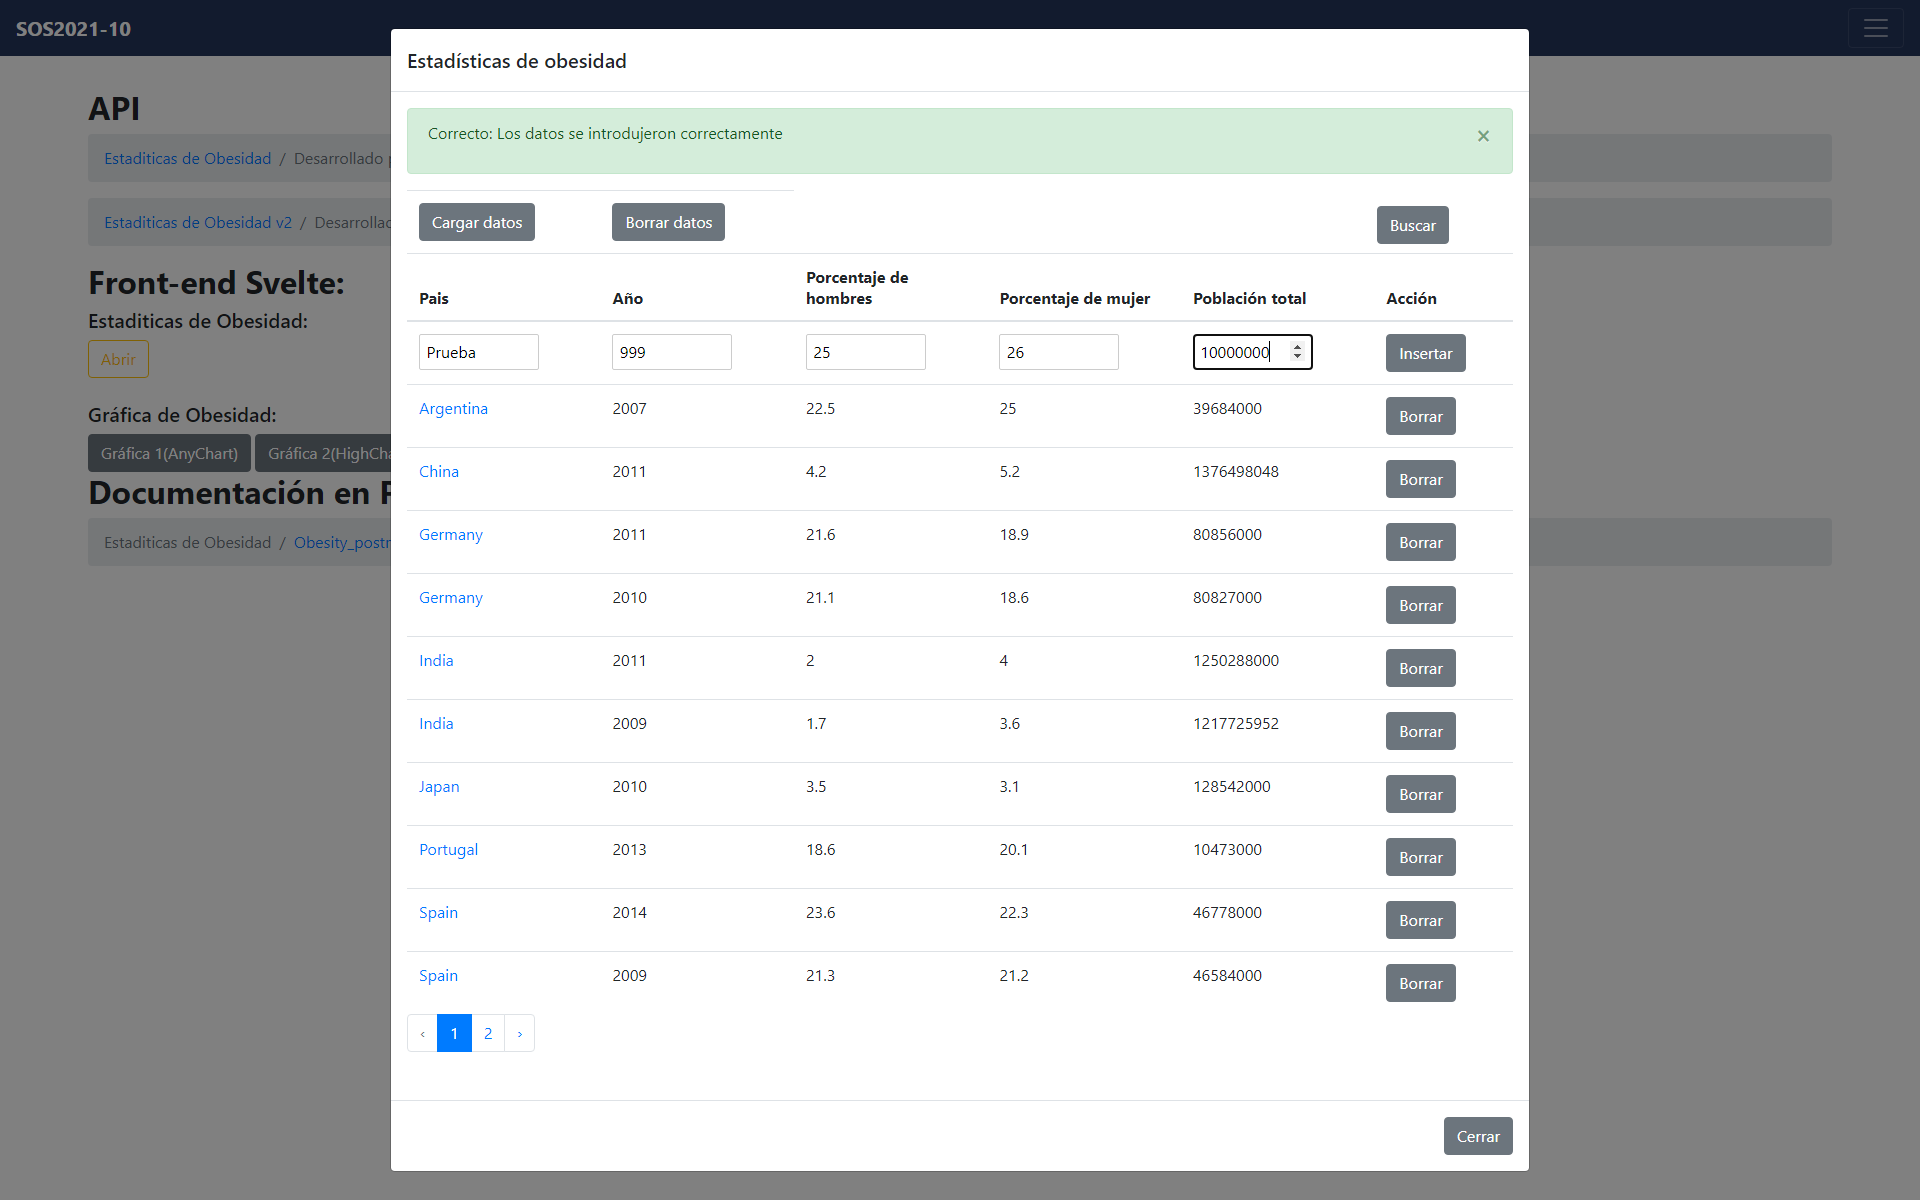 SOS2021-10
Estadísticas de obesidad
API
Correcto: Los datos se introdujeron correctamente ×
Estaditicas de Obesidad / Desarrollado
Estaditicas de Obesidad v2 /
Cargar datos Borrar datos Buscar
Front-end Svelte:
Estaditicas de Obesidad:
Abrir
Gráfica de Obesidad:
Gráfica 1(AnyChart)
Documentación en
Estaditicas de Obesidad /
Pais Año Porcentaje de hombres Porcentaje de mujer Población total Acción
Prueba 999 25 26 10000000 Insertar
Argentina 2007 22.5 25 39684000 Borrar
China 2011 4.2 5.2 1376498048 Borrar
Germany 2011 21.6 18.9 80856000 Borrar
Germany 2010 21.1 18.6 80827000 Borrar
India 2011 2 4 1250288000 Borrar
India 2009 1.7 3.6 1217725952 Borrar
Japan 2010 3.5 3.1 128542000 Borrar
Portugal 2013 18.6 20.1 10473000 Borrar
Spain 2014 23.6 22.3 46778000 Borrar
Spain 2009 21.3 21.2 46584000 Borrar
‹ 1 2 ›
Cerrar